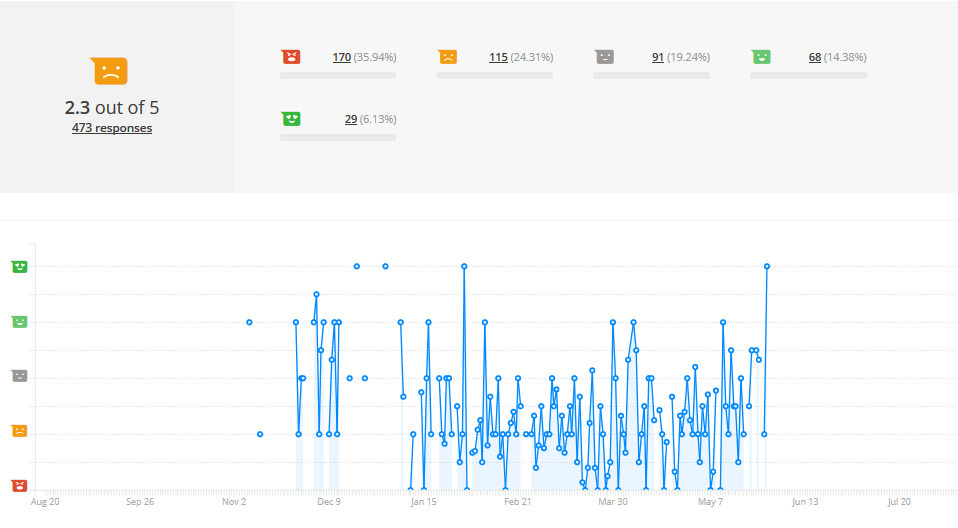 170 (35.94%)
115 (24.31%)
91 (19.24%)
68 (14.38%)
2.3 out of 5
473 responses
29 (6.13%)
Aug 20
Sep 26
Nov 2
Dec 9
Jan 15
Feb 21
Mar 30
May 7
Jun 13
Jul 20